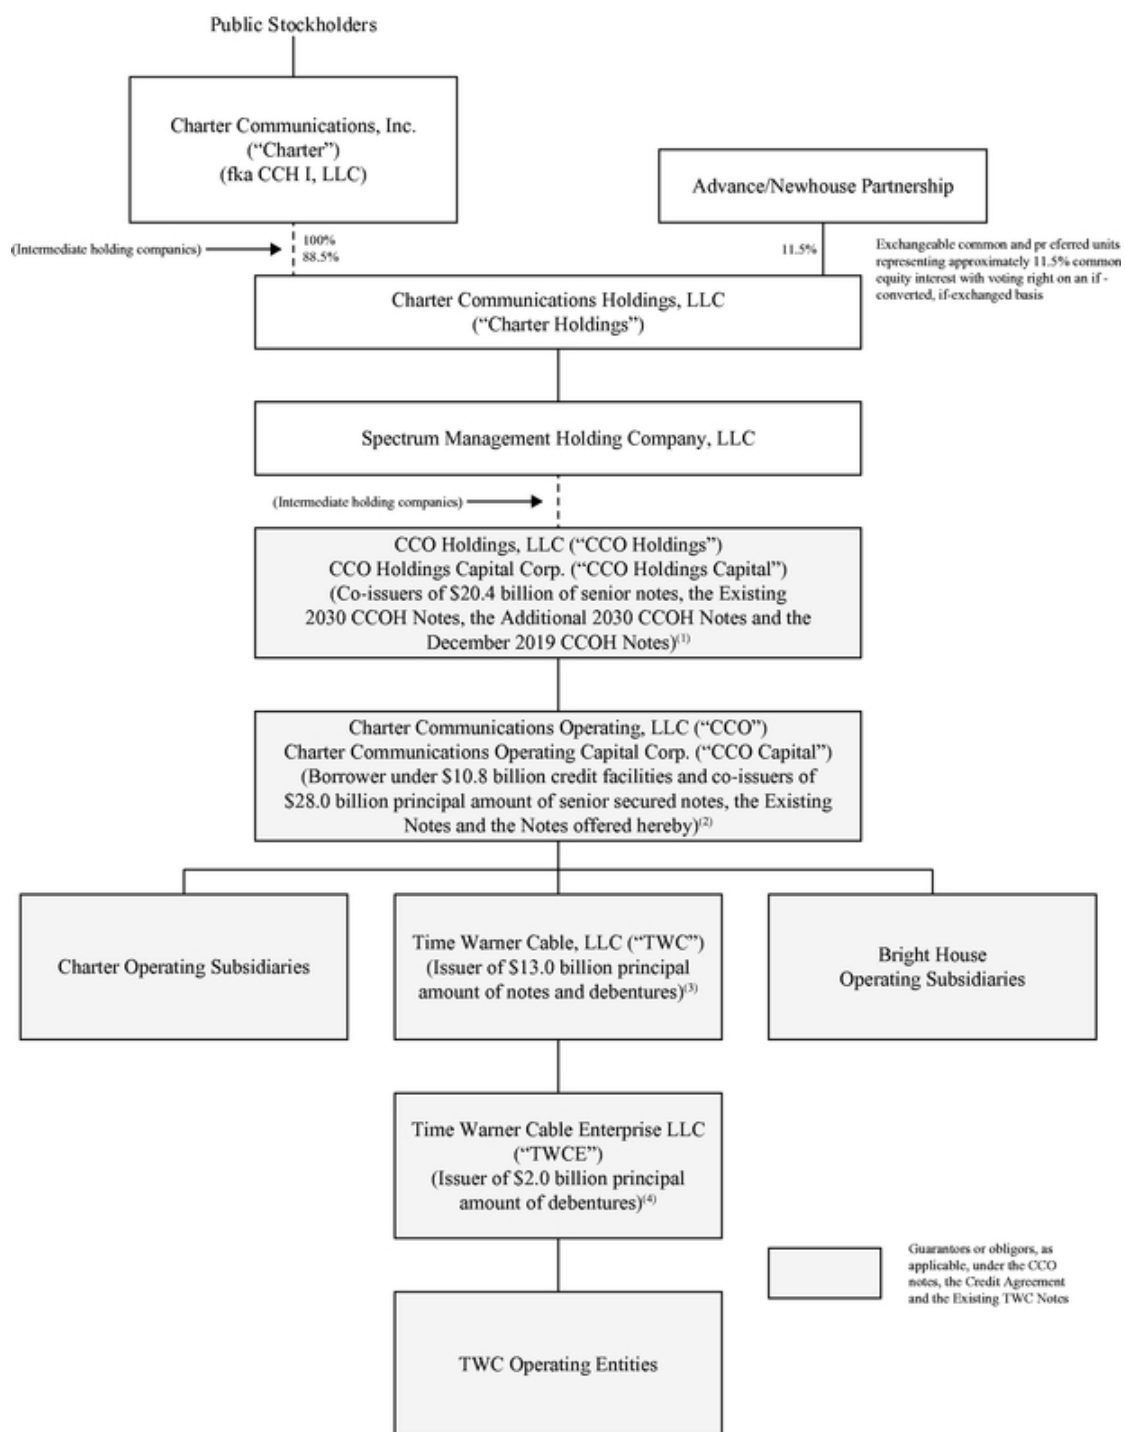 Public Stockholders
Charter Communications, Inc.
(“Charter”)
(fka CCH I, LLC)
Advance/Newhouse Partnership
(Intermediate holding companies)
100%
88.5%
11.5%
Exchangeable common and pr eferred units
representing approximately 11.5% common
equity interest with voting right on an if -
converted, if-exchanged basis
Charter Communications Holdings, LLC
(“Charter Holdings”)
Spectrum Management Holding Company, LLC
(Intermediate holding companies)
CCO Holdings, LLC (“CCO Holdings”)
CCO Holdings Capital Corp. (“CCO Holdings Capital”)
(Co-issuers of $20.4 billion of senior notes, the Existing
2030 CCOH Notes, the Additional 2030 CCOH Notes and the
December 2019 CCOH Notes)(1)
Charter Communications Operating, LLC (“CCO”)
Charter Communications Operating Capital Corp. (“CCO Capital”)
(Borrower under $10.8 billion credit facilities and co-issuers of
$28.0 billion principal amount of senior secured notes, the Existing
Notes and the Notes offered hereby)(2)
Charter Operating Subsidiaries
Time Warner Cable, LLC (“TWC”)
(Issuer of $13.0 billion principal
amount of notes and debentures)(3)
Bright House
Operating Subsidiaries
Time Warner Cable Enterprise LLC
(“TWCE”)
(Issuer of $2.0 billion principal
amount of debentures)(4)
Guarantors or obligors, as
applicable, under the CCO
notes, the Credit Agreement
and the Existing TWC Notes
TWC Operating Entities